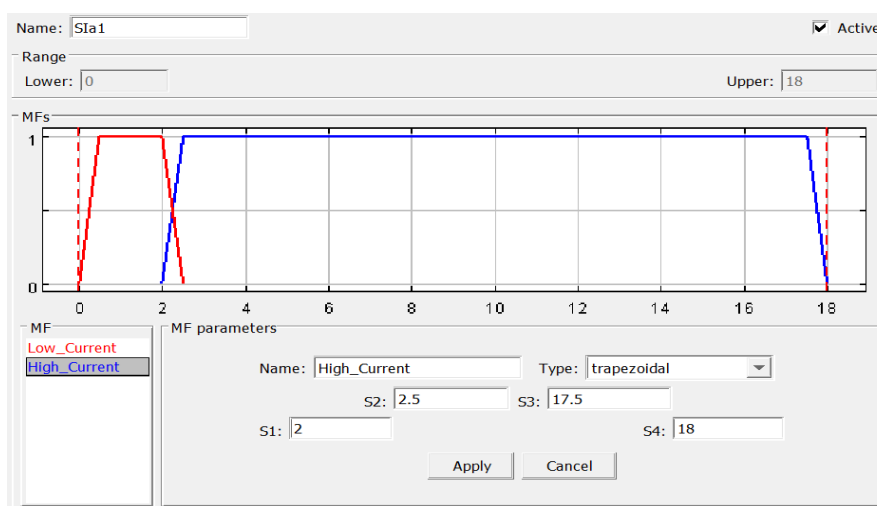 Name: SIa1 Active
Range
Lower: 0 Upper: 18
MFs
1
0
0 2 4 6 8 10 12 14 16 18
MF MF parameters
Low_Current
High_Current Name: High_Current Type: trapezoidal
S2: 2.5 S3: 17.5
S1: 2 S4: 18
Apply Cancel